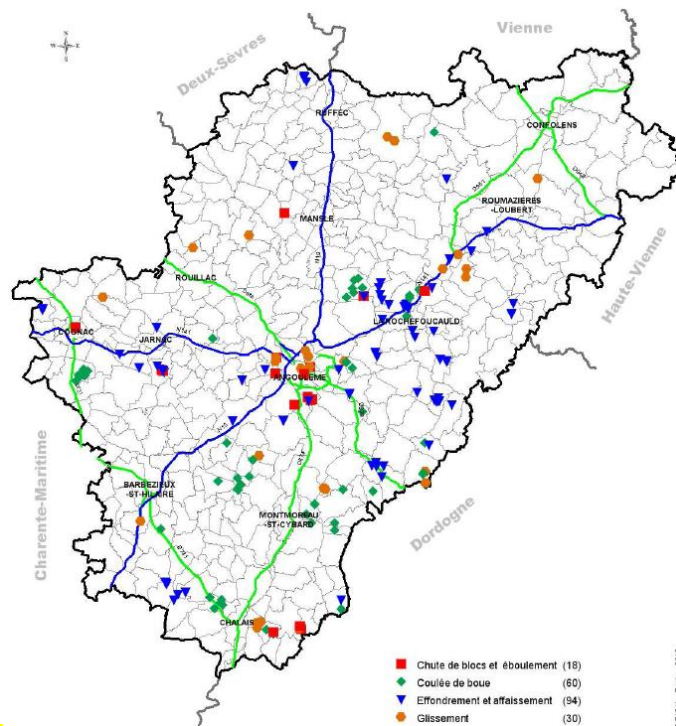 Vienne
Deux-Sèvres
RUFFEC
CONFOLENS
ROUMAZIERES
-LOUBERT
MANSLE
Haute-Vienne
ROUILLAC
LA ROCHEFOUCAULD
COGNAC
JARNAC
ANGOULEME
Charente-Maritime
BARBEZIEUX
-ST-HILAIRE
MONTMOREAU
-ST-CYBARD
Dordogne
CHALAIS
Chute de blocs et éboulement (18)
Coulée de boue (60)
Effondrement et affaissement (94)
Glissement (30)